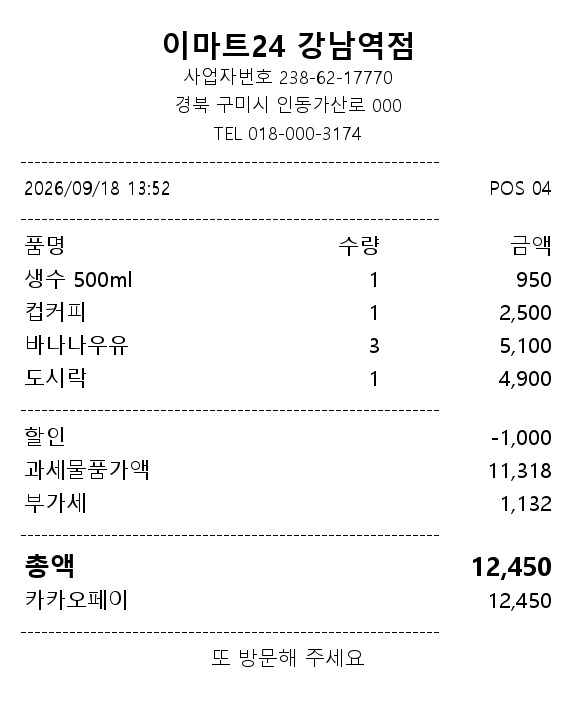 이마트24 강남역점
사업자번호 238-62-17770
경북 구미시 인동가산로 000
TEL 018-000-3174
2026/09/18 13:52 POS 04
품명 수량 금액
생수 500ml 1 950
컵커피 1 2,500
바나나우유 3 5,100
도시락 1 4,900
할인 -1,000
과세물품가액 11,318
부가세 1,132
총액 12,450
카카오페이 12,450
또 방문해 주세요